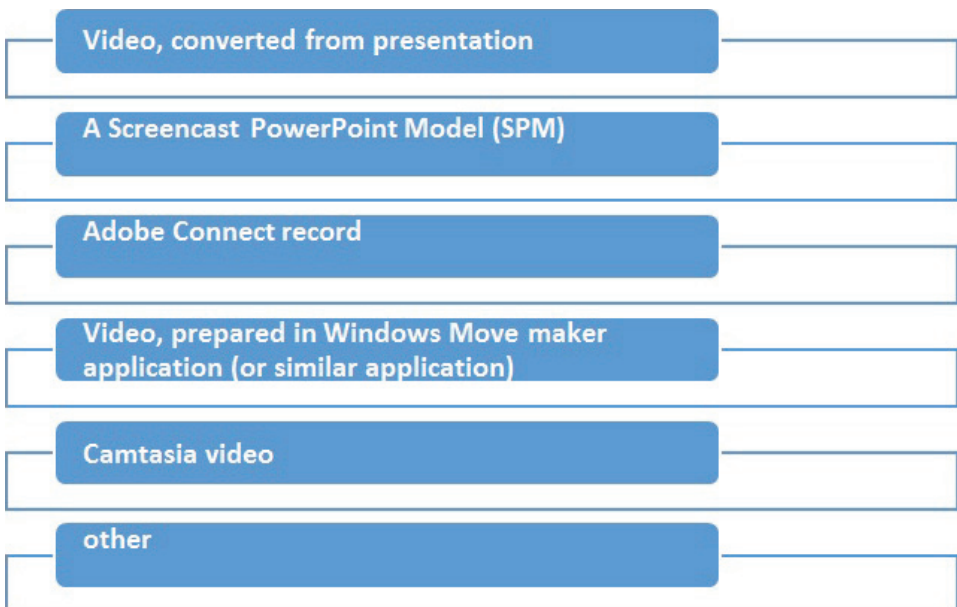 Video, converted from presentation
A Screencast PowerPoint Model (SPM)
Adobe Connect record
Video, prepared in Windows Move maker
application (or similar application)
Camtasia video
other